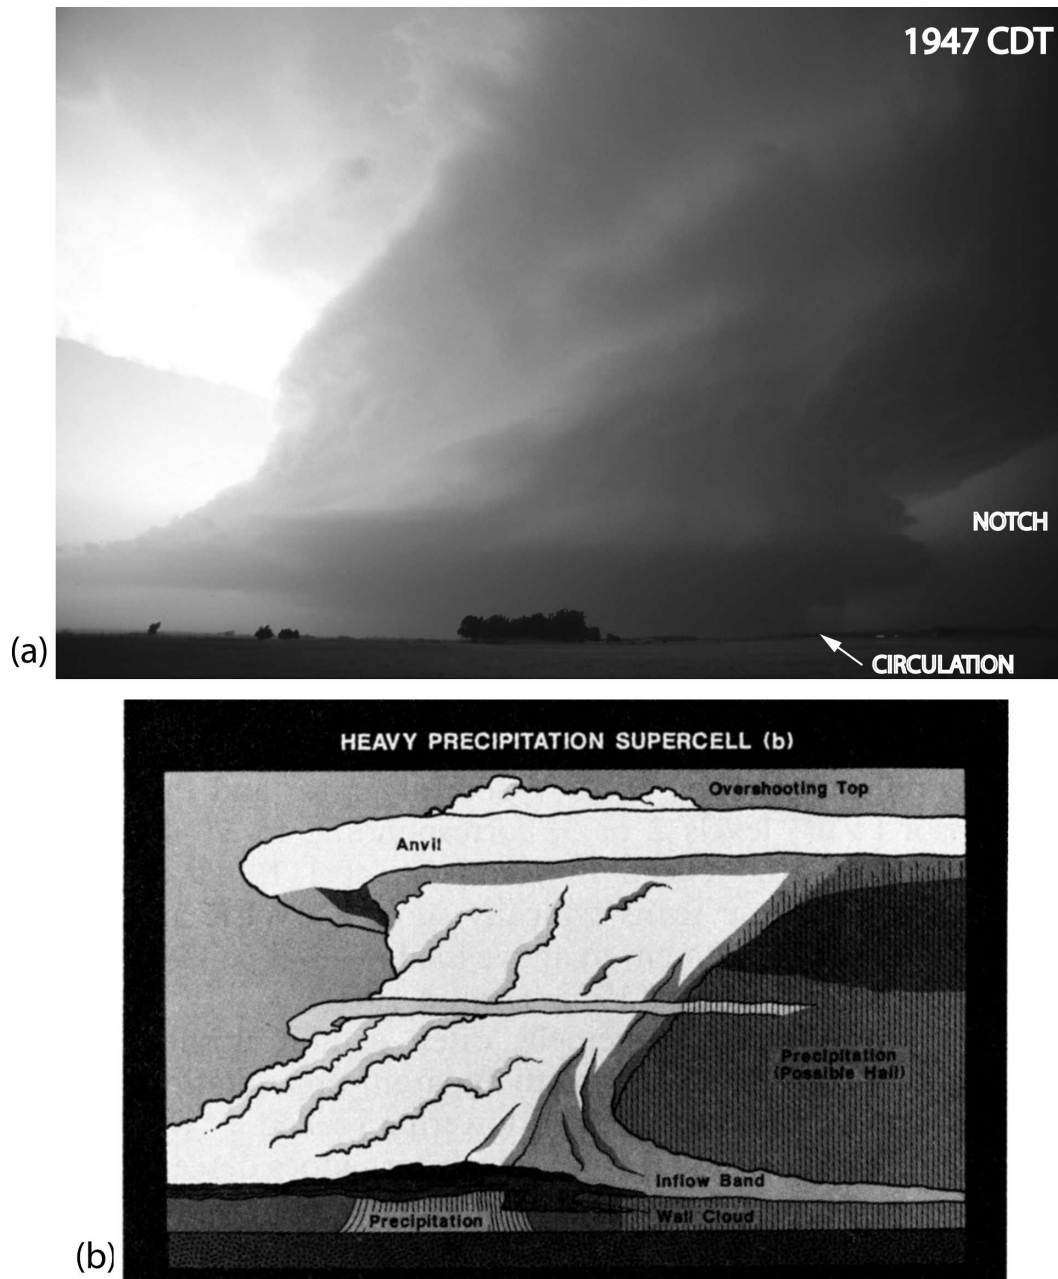 1947 CDT
NOTCH
CIRCULATION
(a)
HEAVY PRECIPITATION SUPERCELL (b)
Overshooting Top
Anvil
Precipitation
(Possible Hail)
Inflow Band
Wall Cloud
Precipitation
(b)